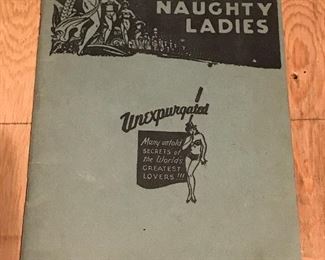 NAUGHTY
LADIES
Unexpurgated!
Many untold
SECRETS of
the World's
GREATEST
LOVERS!!!